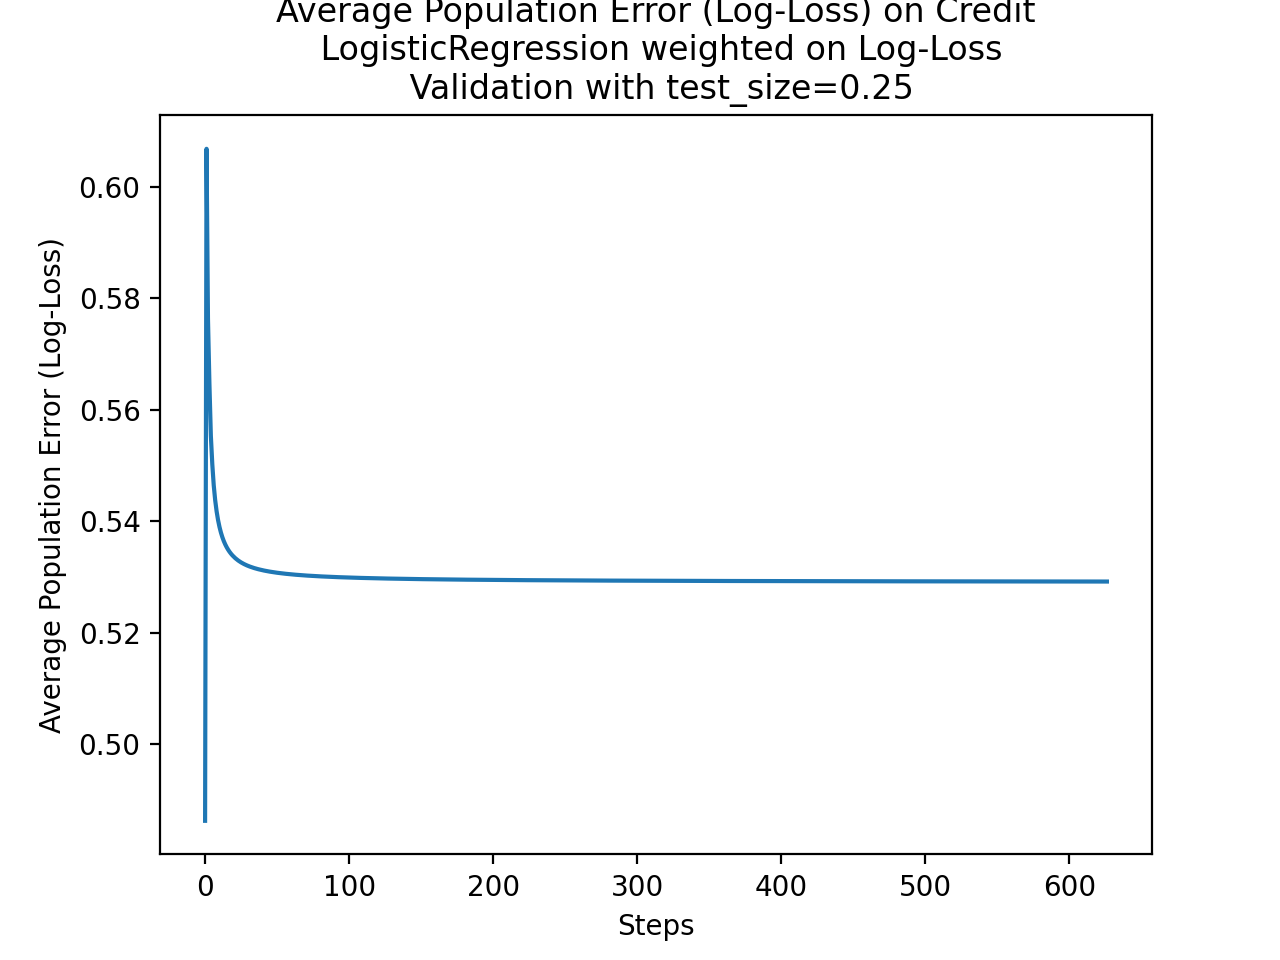 Average Population Error (Log-Loss) on Credit
LogisticRegression weighted on Log-Loss
Validation with test_size=0.25
Average Population Error (Log-Loss)
0.60
0.58
0.56
0.54
0.52
0.50
0
100
200
300
400
500
600
Steps